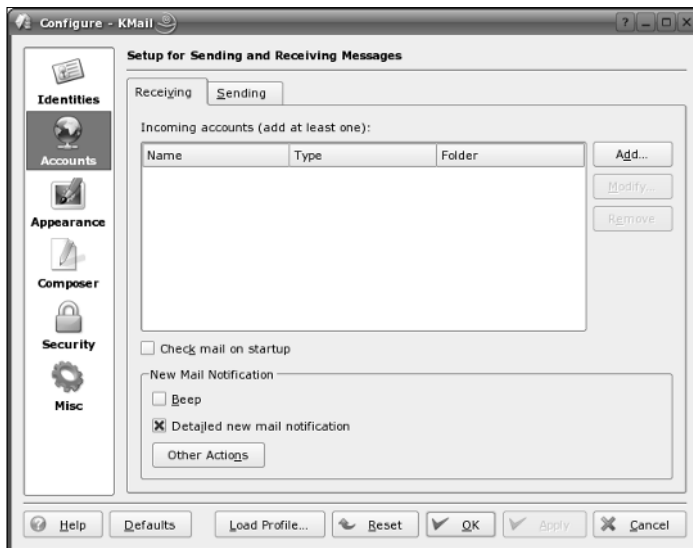 Configure - KMail
Setup for Sending and Receiving Messages
Identities
Accounts
Appearance
Composer
Security
Misc
Receiving
Sending
Incoming accounts (add at least one):
Name Type Folder
Add...
Modify...
Remove
Check mail on startup
New Mail Notification
Beep
Detailed new mail notification
Other Actions
Help Defaults Load Profile... Reset OK Apply Cancel